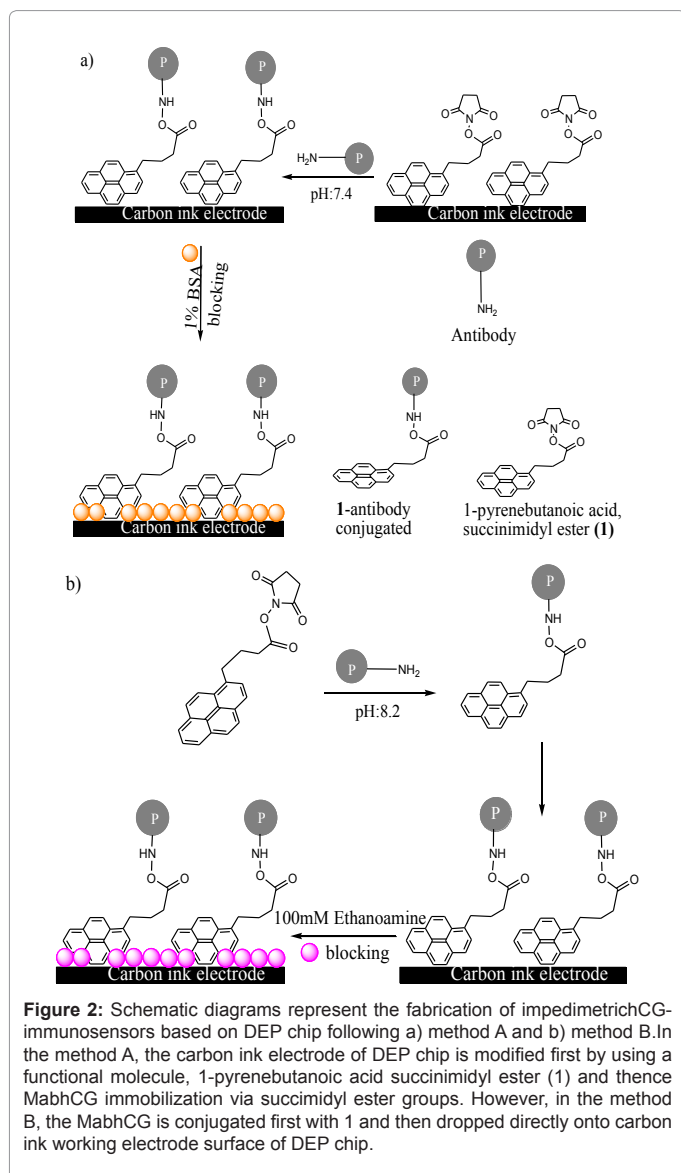 a)
P
P
NH
NH
O
O
O
O
H2N
P
pH:7.4
O
N
O
O
O
O
N
O
O
O
Carbon ink electrode
Carbon ink electrode
1% BSA
blocking
P
NH2
Antibody
P
P
HN
NH
O
O
O
O
Carbon ink electrode
P
NH
O
O
1-antibody
conjugated
O
N
O
O
O
1-pyrenebutanoic acid,
succinimidyl ester (1)
b)
O
N
O
O
O
P
NH2
pH:8.2
P
NH
O
O
P
P
HN
NH
O
O
O
O
Carbon ink electrode
100mM Ethanoamine
blocking
P
P
NH
NH
O
O
O
O
Carbon ink electrode
Figure 2: Schematic diagrams represent the fabrication of impedimetrichCG-
immunosensors based on DEP chip following a) method A and b) method B.In
the method A, the carbon ink electrode of DEP chip is modified first by using a
functional molecule, 1-pyrenebutanoic acid succinimidyl ester (1) and thence
MabhCG immobilization via succimidyl ester groups. However, in the method
B, the MabhCG is conjugated first with 1 and then dropped directly onto carbon
ink working electrode surface of DEP chip.